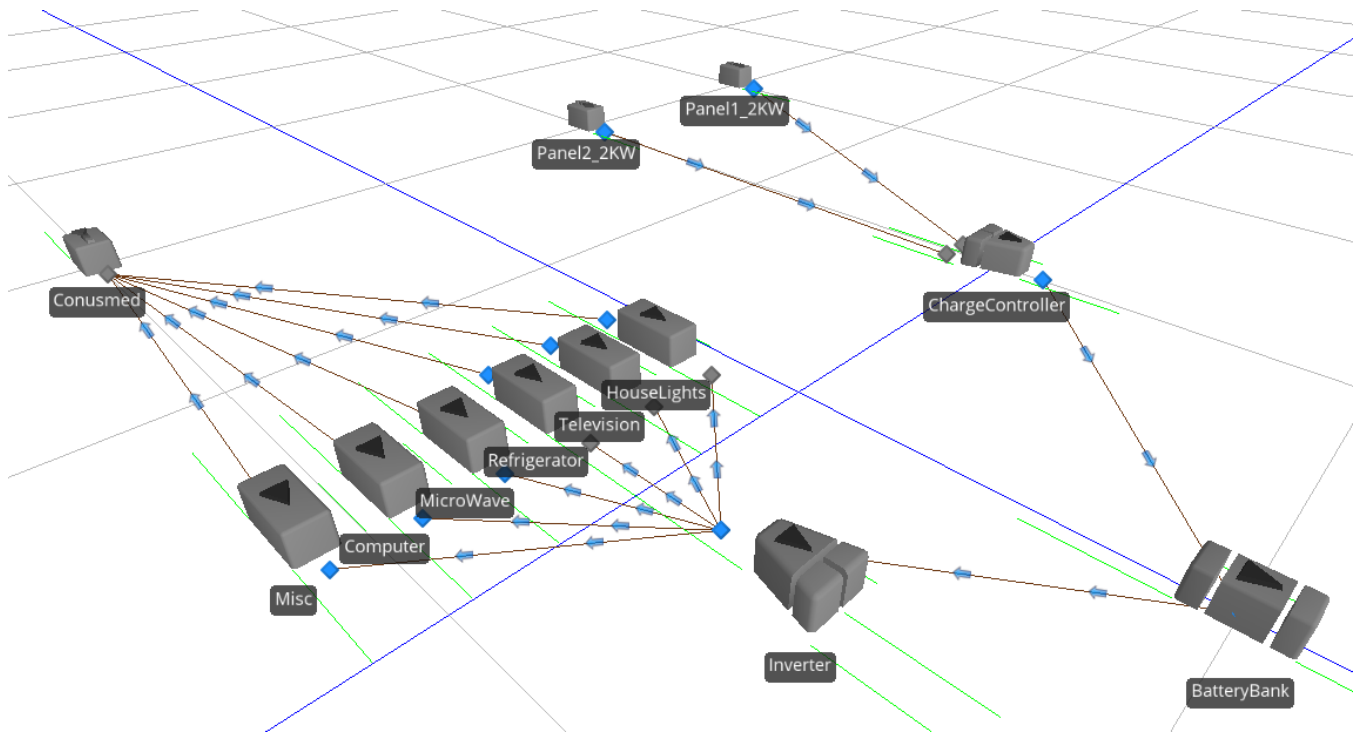 Panel1_2KW
Panel2_2KW
Conusmed
ChargeController
HouseLights
Television
Refrigerator
MicroWave
Computer
Misc
Inverter
BatteryBank